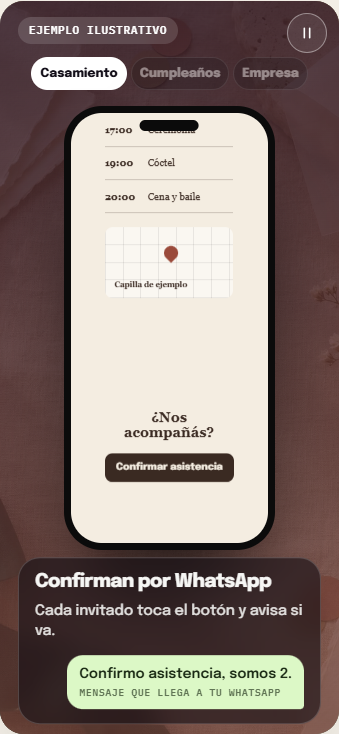 EJEMPLO ILUSTRATIVO
Casamiento
Cumpleaños
Empresa
17:00 Ceremonia
19:00 Cóctel
20:00 Cena y baile
Capilla de ejemplo
¿Nos
acompañás?
Confirmar asistencia
Confirman por WhatsApp
Cada invitado toca el botón y avisa si
va.
Confirmo asistencia, somos 2.
MENSAJE QUE LLEGA A TU WHATSAPP